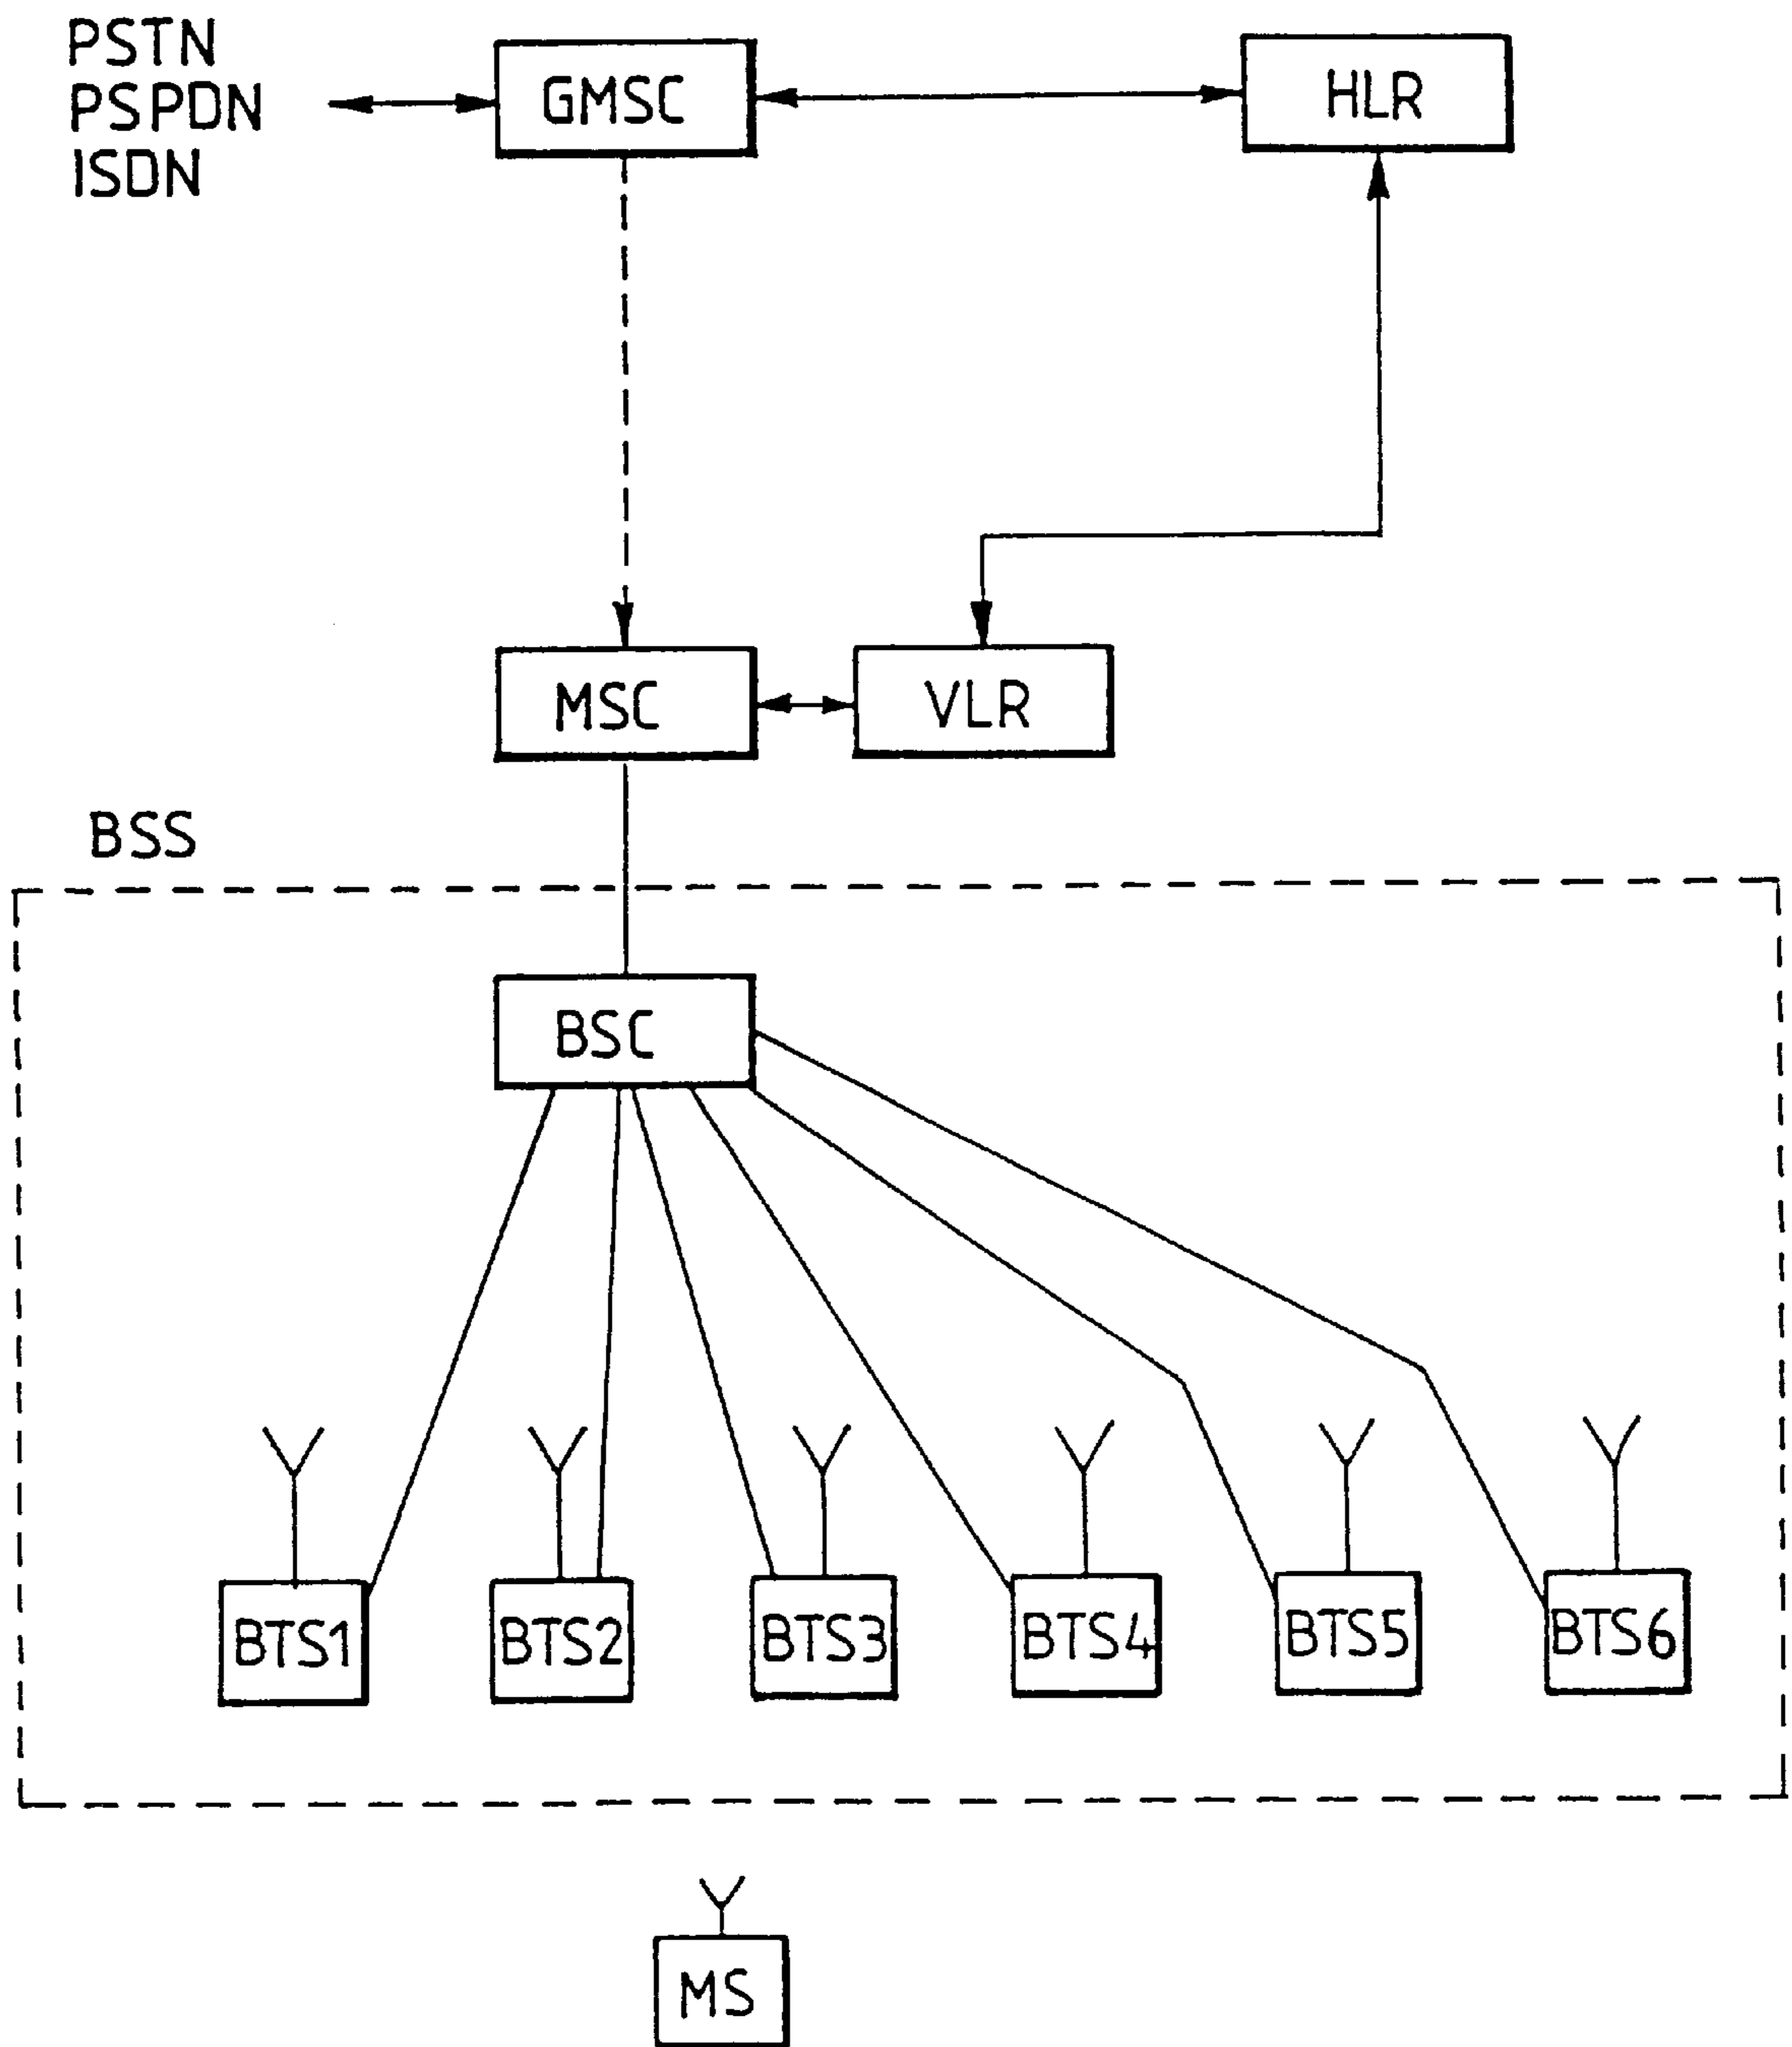 PSTN
PSPDN
ISDN
GMSC
HLR
MSC
VLR
BSS
BSC
BTS1
BTS2
BTS3
BTS4
BTS5
BTS6
MS